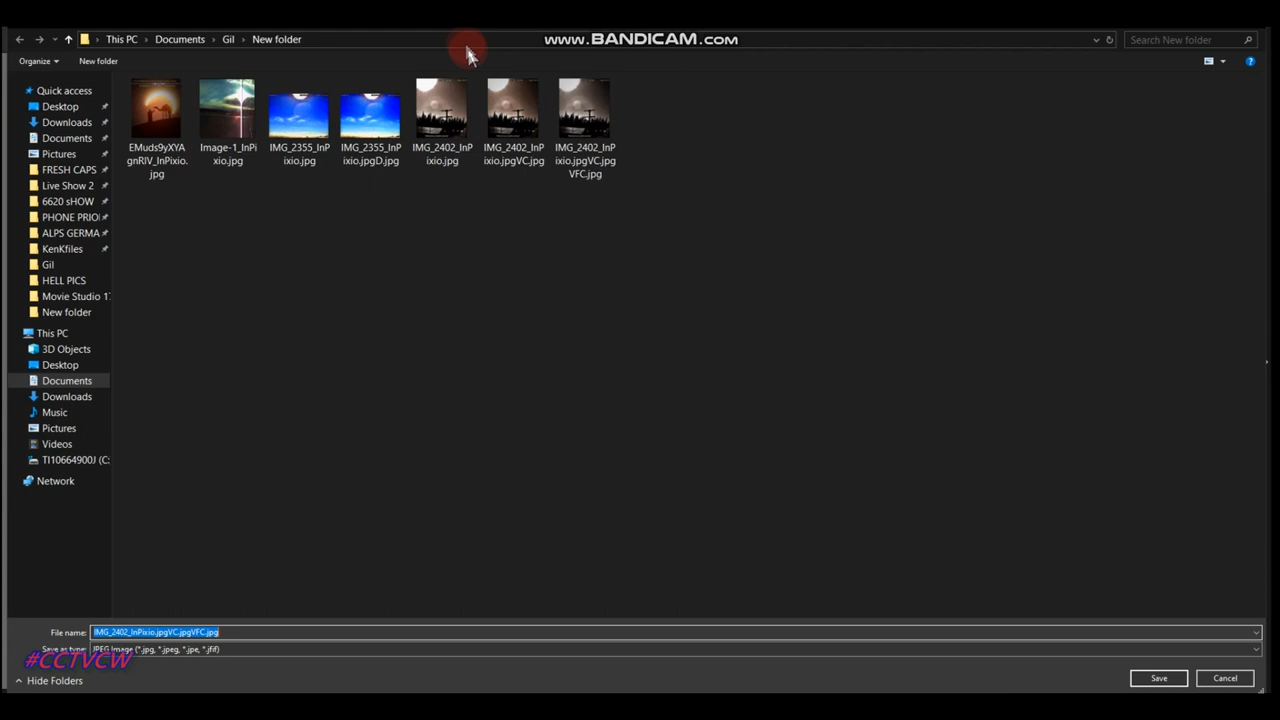 This PC > Documents > Gil > New folder
www.BANDICAM.com
Search New folder
Organize
New folder
EMuds9yXYA
gnRIV_InPixio.
jpg
Image-1_InPi
xio.jpg
IMG_2355_InP
ixio.jpg
IMG_2355_InP
ixio.jpgD.jpg
IMG_2402_InP
ixio.jpg
IMG_2402_InP
ixio.jpgVC.jpg
IMG_2402_InP
ixio.jpgVC.jpg
VFC.jpg
Quick access
Desktop
Downloads
Documents
Pictures
FRESH CAPS
Live Show 2
6620 sHOW
PHONE PRIO
ALPS GERMA
KenKfiles
Gil
HELL PICS
Movie Studio 17
New folder
This PC
3D Objects
Desktop
Documents
Downloads
Music
Pictures
Videos
TI10664900J (C:
Network
File name: IMG_2402_InPixio.jpgVC.jpgVFC.jpg
Save as type: JPEG Image (*.jpg, *.jpeg, *.jpe, *.jfif)
#CCTVCW
Hide Folders
Save
Cancel